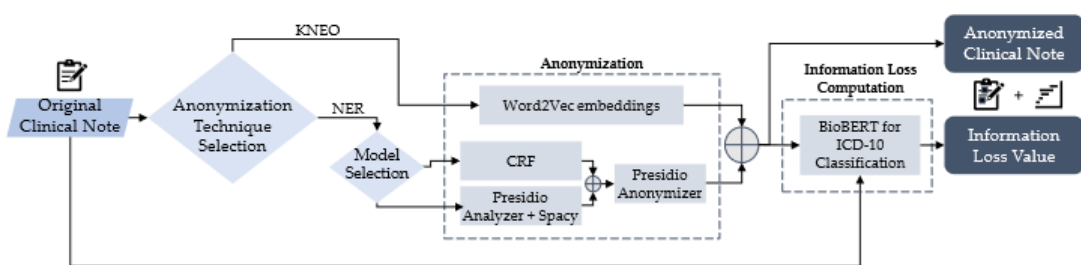 Original
Clinical Note
Anonymization
Technique
Selection
KNEO
NER
Model
Selection
Anonymization
Word2Vec embeddings
CRF
Presidio
Analyzer + Spacy
Presidio
Anonymizer
Information Loss
Computation
BioBERT for
ICD-10
Classification
Anonymized
Clinical Note
+
Information
Loss Value